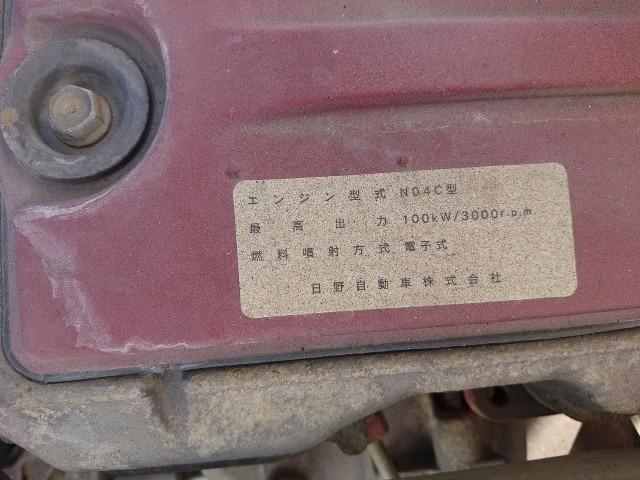 エンジン型式 N04C型
最高出力 100kW/3000r.p.m.
燃料噴射方式 電子式
日野自動車株式会社